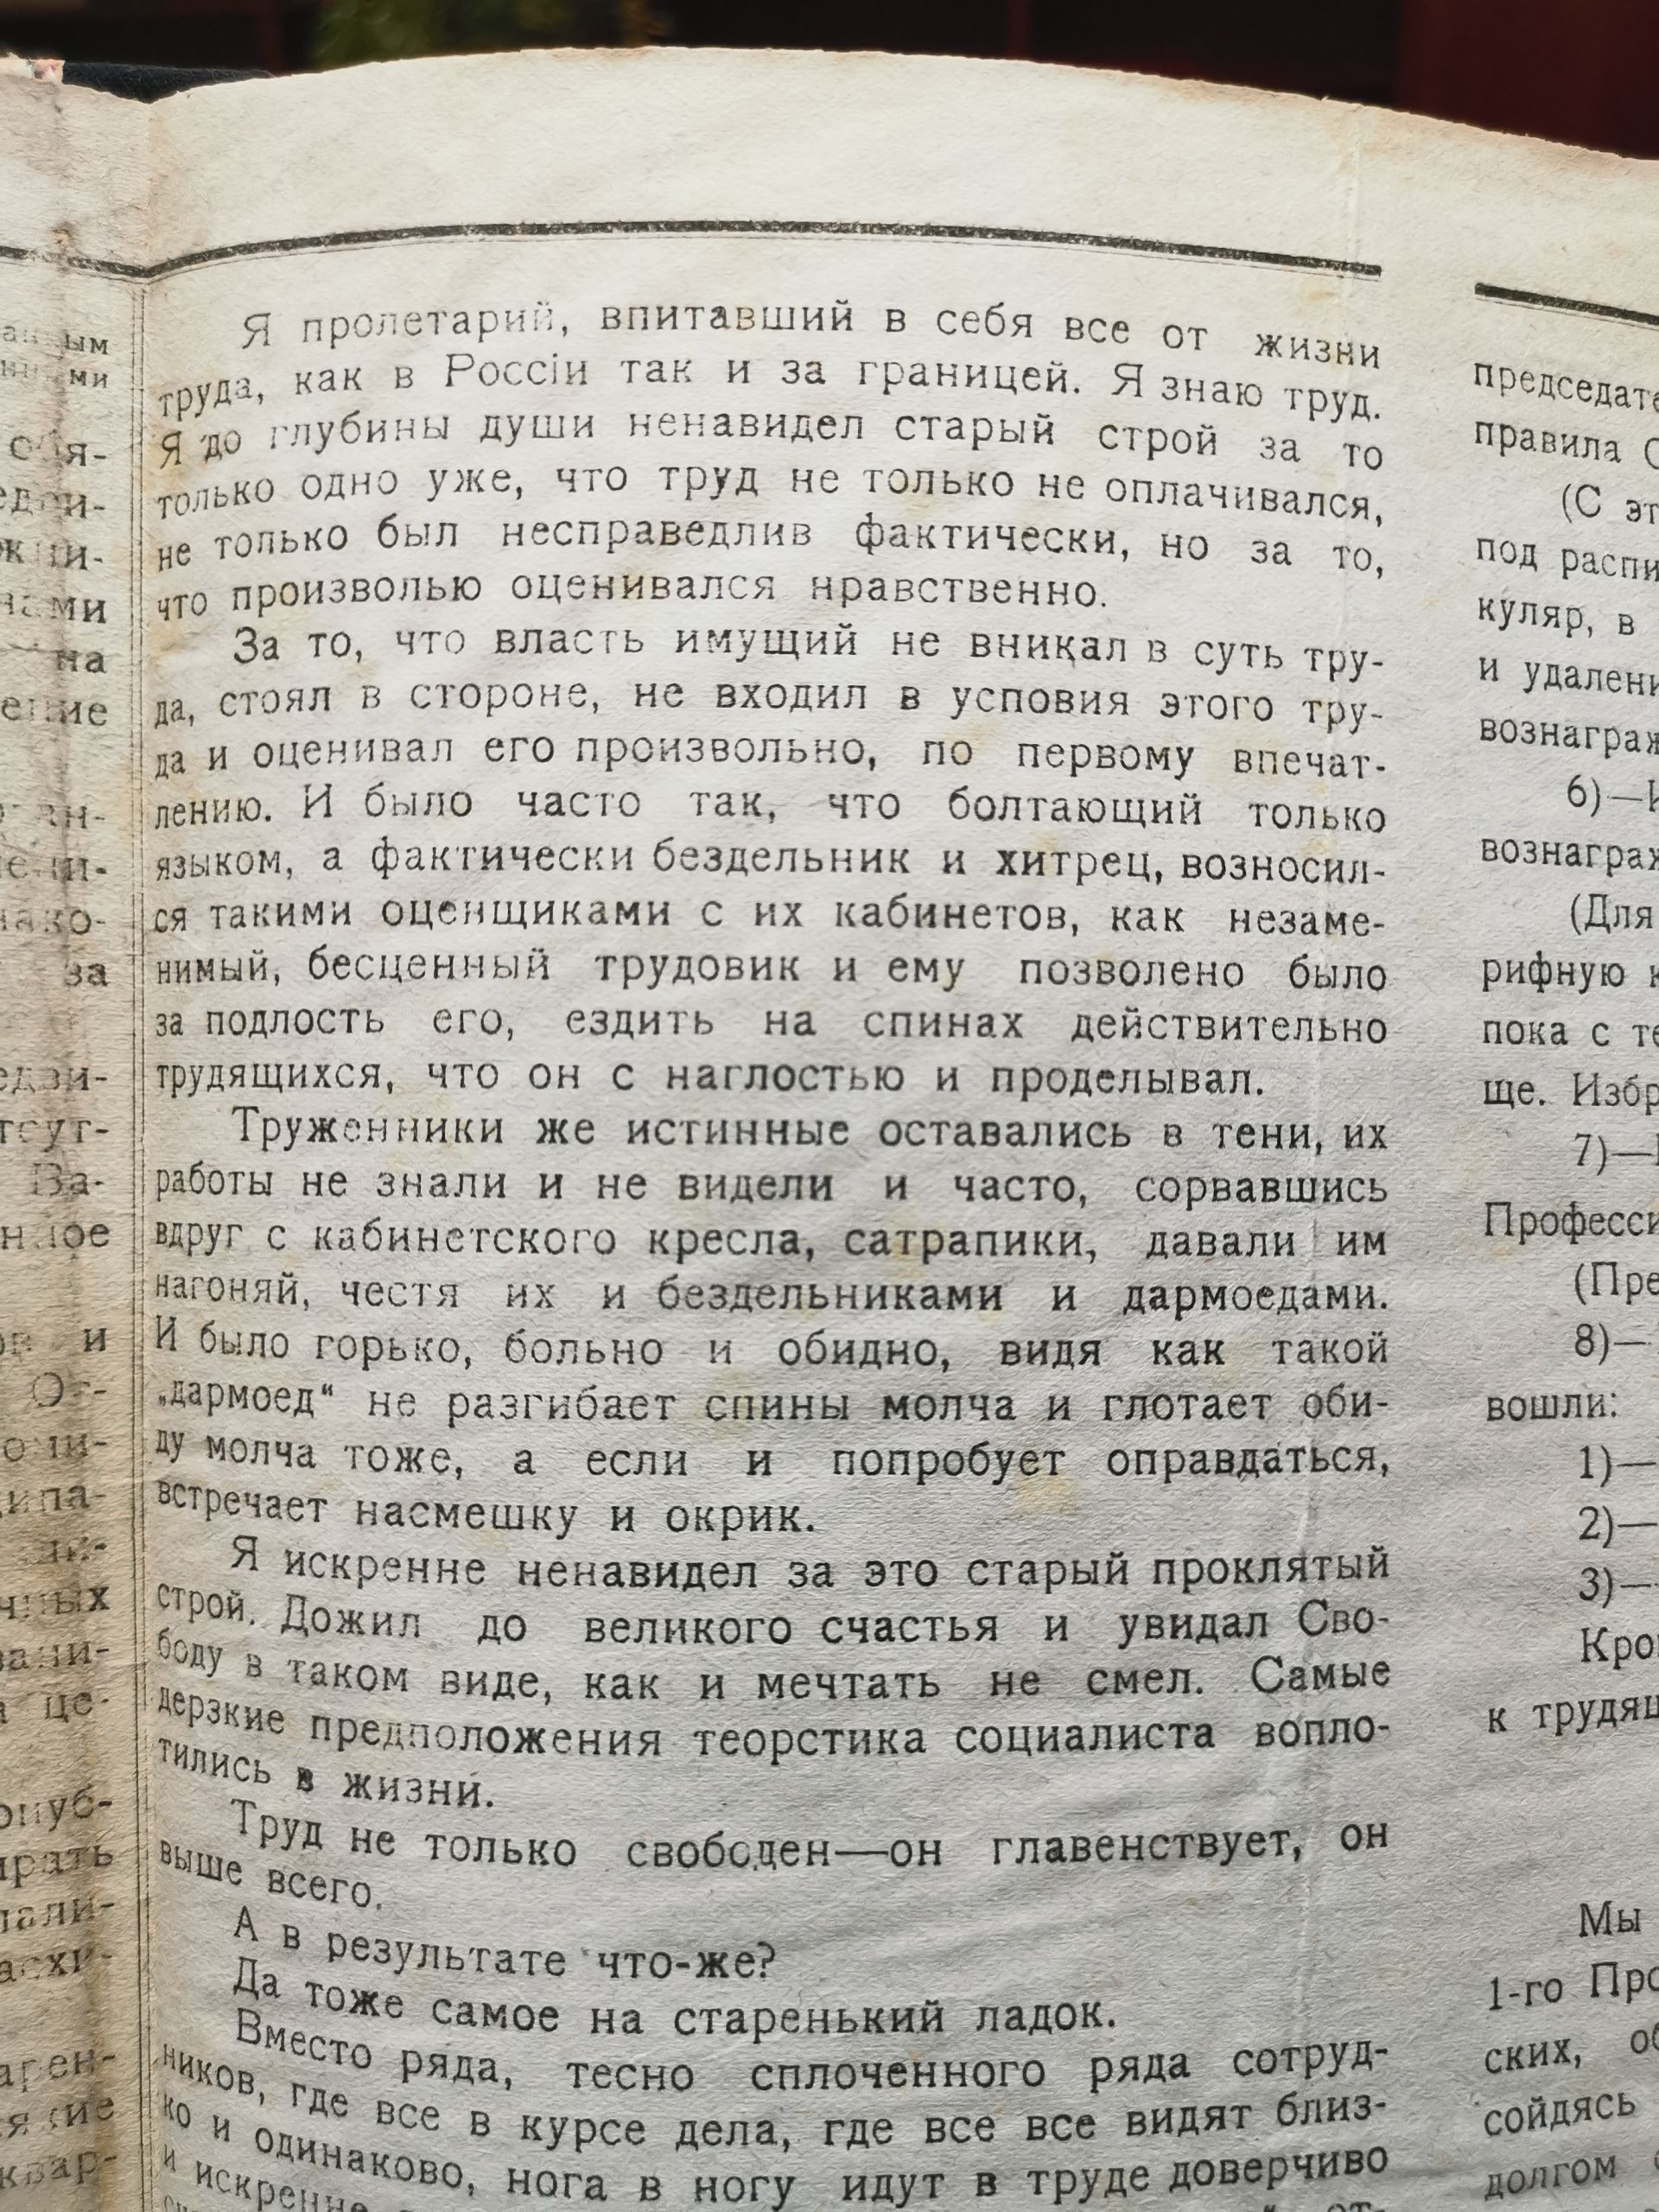 Я пролетарий, впитавший в себя все от жизни
труда, как в Россіи так и за границей. Я знаю труд.
Я до глубины души ненавидел старый строй за то
только одно уже, что труд не только не оплачивался,
не только был несправедлив фактически, но за то,
что произволью оценивался нравственно.
За то, что власть имущий не вникал в суть тру-
да, стоял в стороне, не входил в условия этого тру-
да и оценивал его произвольно, по первому впечат-
лению. И было часто так, что болтающий только
языком, а фактически бездельник и хитрец, возносил-
ся такими оценщиками с их кабинетов, как незаме-
нимый, бесценный трудовик и ему позволено было
за подлость его, ездить на спинах действительно
трудящихся, что он с наглостью и проделывал.
Труженники же истинные оставались в тени, их
работы не знали и не видели и часто, сорвавшись
вдруг с кабинетского кресла, сатрапики, давали им
нагоняй, честя их и бездельниками и дармоедами.
И было горько, больно и обидно, видя как такой
„дармоед“ не разгибает спины молча и глотает оби-
ду молча тоже, а если и попробует оправдаться,
встречает насмешку и окрик.
Я искренне ненавидел за это старый проклятый
строй. Дожил до великого счастья и увидал Сво-
боду в таком виде, как и мечтать не смел. Самые
дерзкие предположения теорстика социалиста вопло-
тились в жизни.
Труд не только свободен—он главенствует, он
выше всего.
А в результате что-же?
Да тоже самое на старенький ладок.
Вместо ряда, тесно сплоченного ряда сотруд-
ников, где все в курсе дела, где все все видят близ-
ко и одинаково, нога в ногу идут в труде доверчиво
и искренне
председате
правила
(С эт
под распи
куляр, в
и удалени
вознаграж
6)—
вознаграж
(Для
рифную к
пока с те
ще. Избр
7)—
Професси
(Пре
8)—
вошли:
1)—
2)—
3)—
Кро
к трудящ
Мы
1-го Про
ских, об
сойдясь
долгом